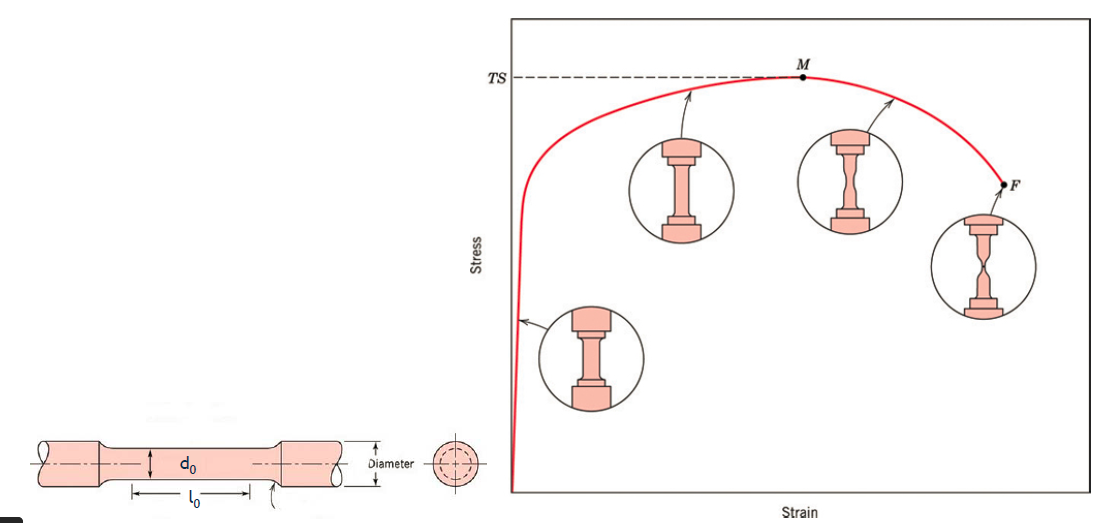 TS
M
F
Stress
Strain
d₀
l₀
Diameter